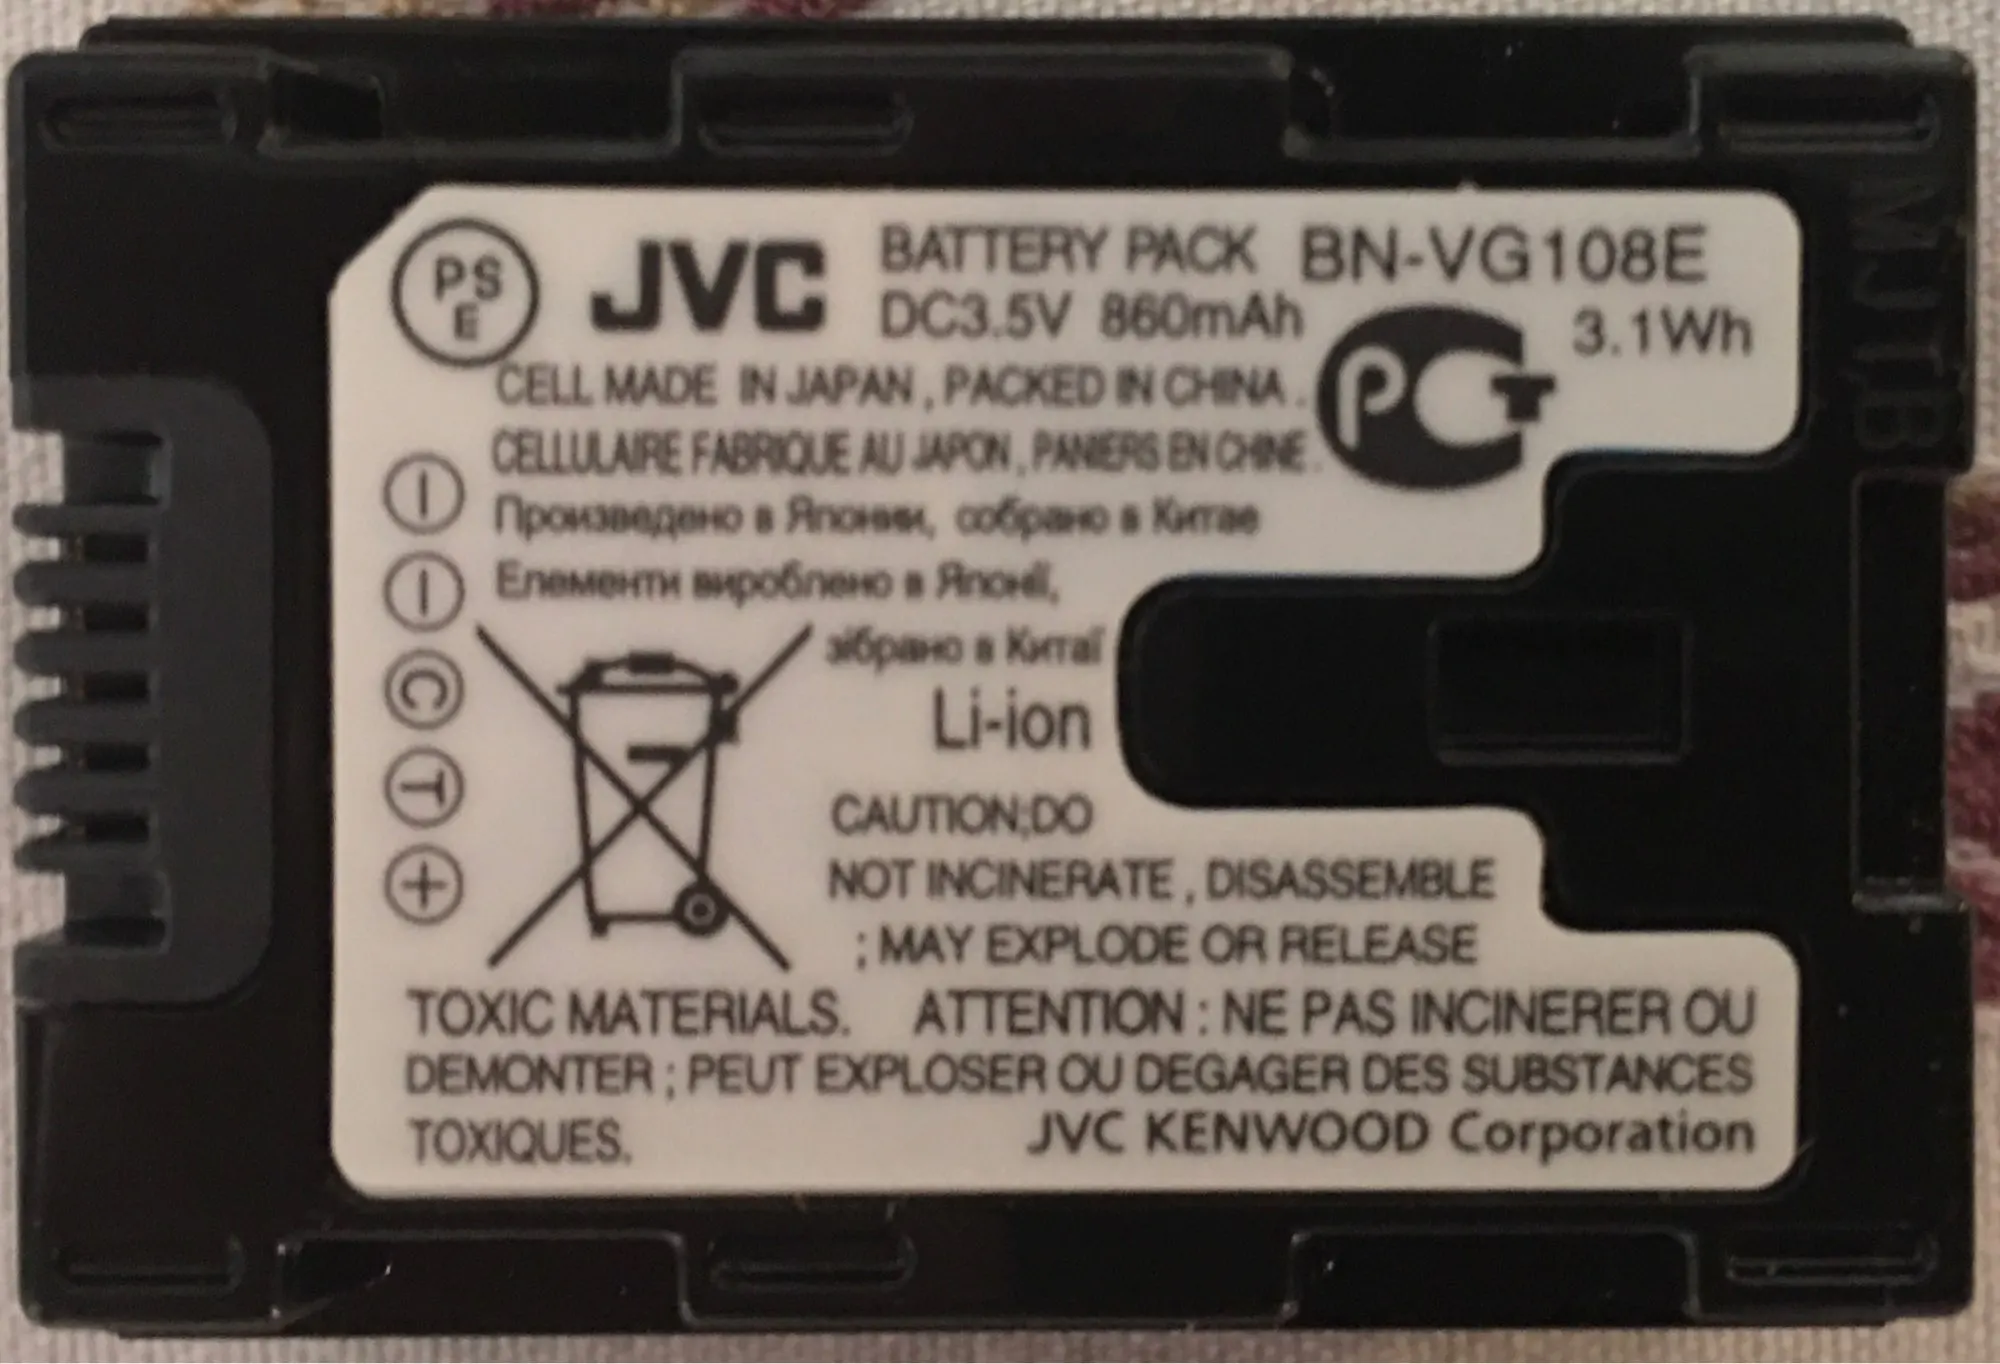 PS
E
JVC
BATTERY PACK BN-VG108E
DC3.5V 860mAh
3.1Wh
РСТ
CELL MADE IN JAPAN , PACKED IN CHINA .
CELLULAIRE FABRIQUE AU JAPON , PANIERS EN CHINE .
Произведено в Японии, собрано в Китае
Елементи вироблено в Японії,
зібрано в Китаї
Li-ion
− − C T +
CAUTION;DO
NOT INCINERATE , DISASSEMBLE
; MAY EXPLODE OR RELEASE
TOXIC MATERIALS. ATTENTION : NE PAS INCINERER OU
DEMONTER ; PEUT EXPLOSER OU DEGAGER DES SUBSTANCES
TOXIQUES.
JVC KENWOOD Corporation